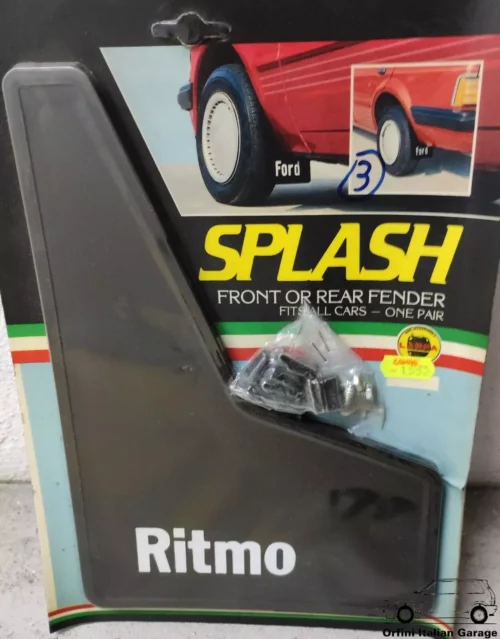 Ford
Ford
3
SPLASH
FRONT OR REAR FENDER
FITS ALL CARS – ONE PAIR
Ritmo
Orfini Italian Garage